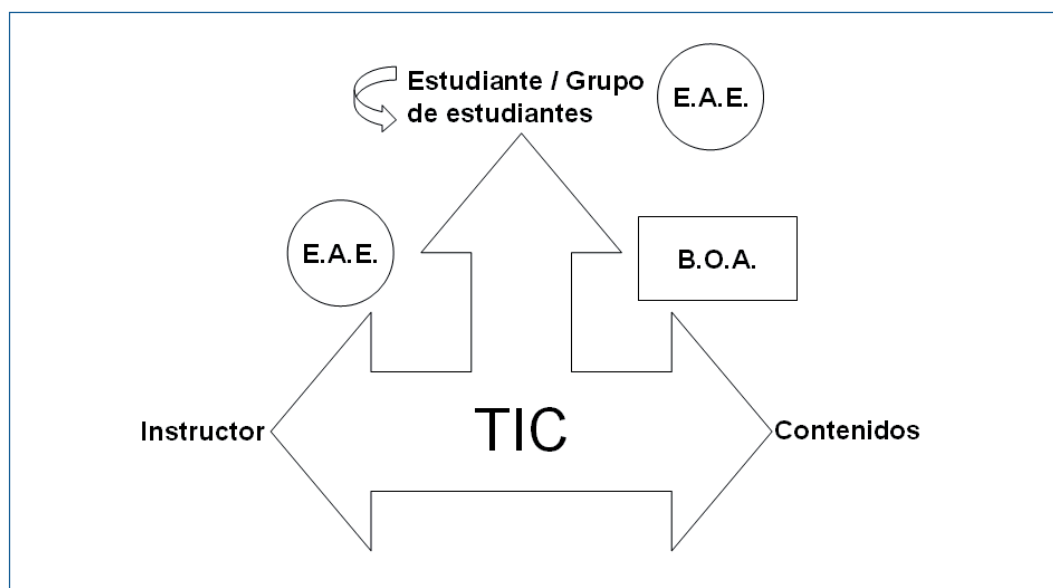 Estudiante / Grupo
de estudiantes
E.A.E.
E.A.E.
B.O.A.
Instructor
TIC
Contenidos